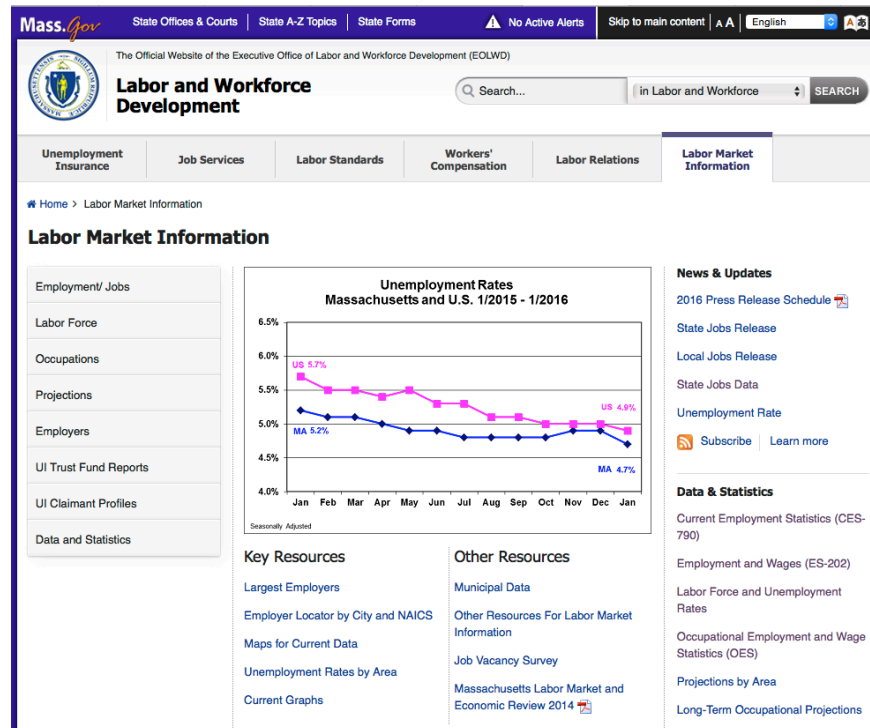 Mass.Gov
State Offices & Courts
State A-Z Topics
State Forms
No Active Alerts
Skip to main content
A A
English
The Official Website of the Executive Office of Labor and Workforce Development (EOLWD)
Labor and Workforce
Development
Search...
in Labor and Workforce
SEARCH
Unemployment
Insurance
Job Services
Labor Standards
Workers'
Compensation
Labor Relations
Labor Market
Information
Home > Labor Market Information
Labor Market Information
Employment/ Jobs
Labor Force
Occupations
Projections
Employers
UI Trust Fund Reports
UI Claimant Profiles
Data and Statistics
Unemployment Rates
Massachusetts and U.S. 1/2015 - 1/2016
6.5%
6.0%
5.5%
5.0%
4.5%
4.0%
US 5.7%
US 4.9%
MA 5.2%
MA 4.7%
Jan Feb Mar Apr May Jun Jul Aug Sep Oct Nov Dec Jan
Seasonally Adjusted
Key Resources
Largest Employers
Employer Locator by City and NAICS
Maps for Current Data
Unemployment Rates by Area
Current Graphs
Other Resources
Municipal Data
Other Resources For Labor Market
Information
Job Vacancy Survey
Massachusetts Labor Market and
Economic Review 2014
News & Updates
2016 Press Release Schedule
State Jobs Release
Local Jobs Release
State Jobs Data
Unemployment Rate
Subscribe
Learn more
Data & Statistics
Current Employment Statistics (CES-
790)
Employment and Wages (ES-202)
Labor Force and Unemployment
Rates
Occupational Employment and Wage
Statistics (OES)
Projections by Area
Long-Term Occupational Projections